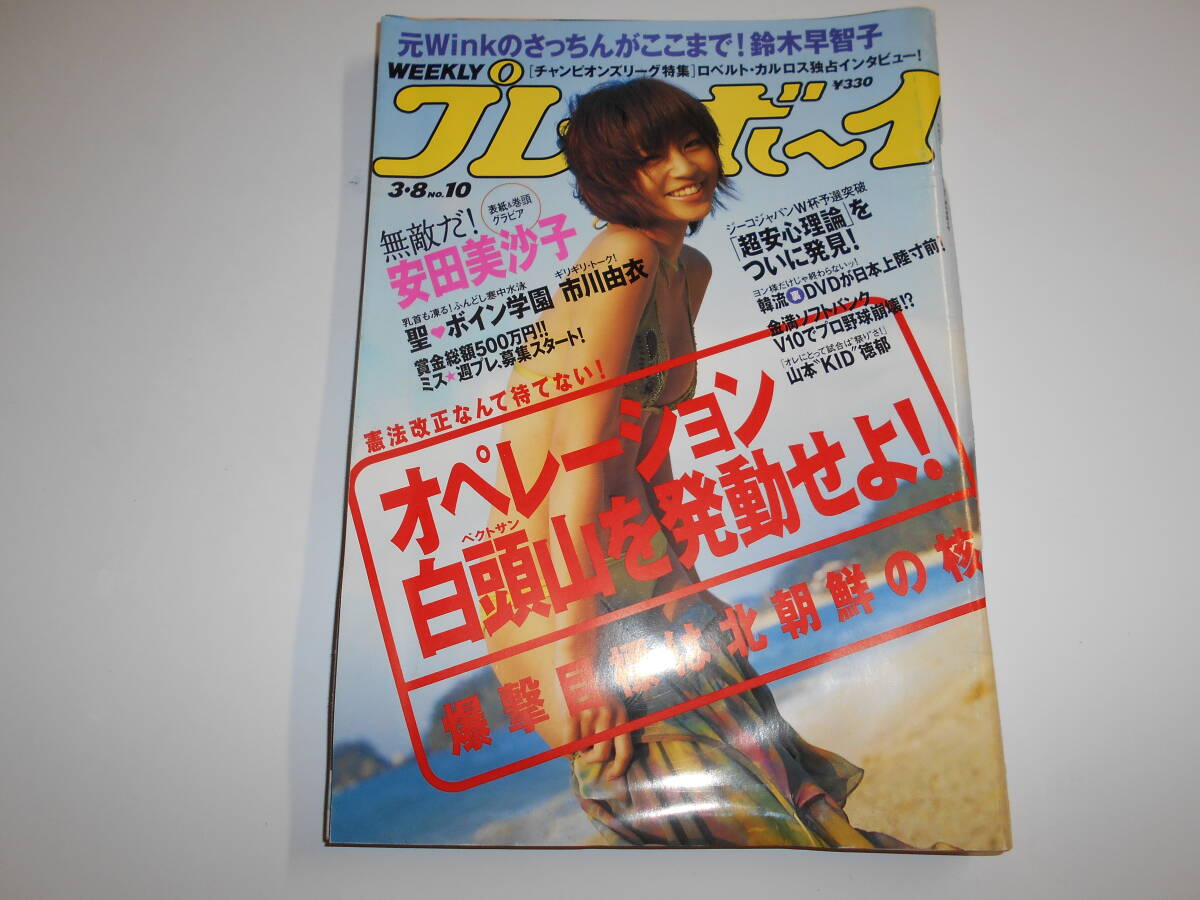 元Winkのさっちんがここまで!鈴木早智子
WEEKLY
[チャンピオンズリーグ特集]ロベルト・カルロス独占インタビュー!
¥330
プレ ボーイ
3・8 NO.10
表紙&巻頭
グラビア
無敵だ!
安田美沙子
乳首も凍る!ふんどし寒中水泳
聖♥ボイン学園
ギリギリ・トーク!
市川由衣
賞金総額500万円!!
ミス★週プレ、募集スタート!
ジーコジャパンW杯予選突破
「超安心理論」を
ついに発見!
ヨン様だけじゃ終わらないッ!
韓流 DVDが日本上陸寸前!
金満ソフトバンク
V10でプロ野球崩壊!?
「オレにとって試合は“祭り”さ!」
山本“KID”徳郁
憲法改正なんて待てない!
オペレーション
ペクトサン
白頭山を発動せよ!
爆撃目標は北朝鮮の核